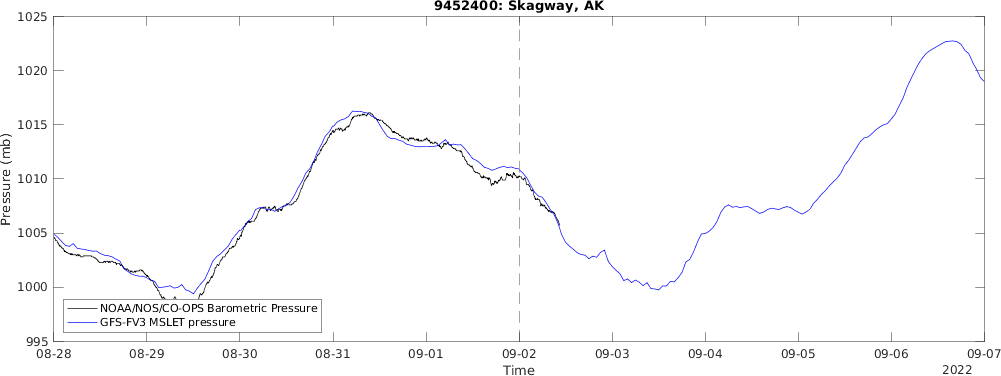 9452400: Skagway, AK
1025
1020
1015
1010
1005
1000
995
Pressure (mb)
NOAA/NOS/CO-OPS Barometric Pressure
GFS-FV3 MSLET pressure
08-28 08-29 08-30 08-31 09-01 09-02 09-03 09-04 09-05 09-06 09-07
Time
2022